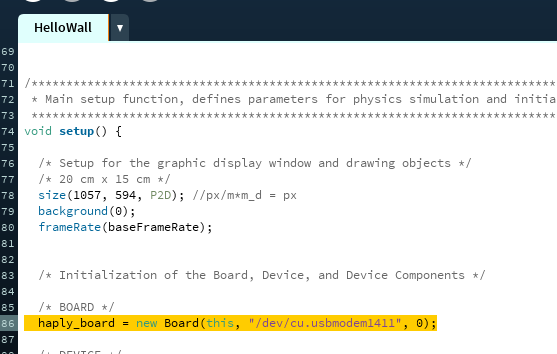 HelloWall ▼
69
70
71 /***************************************************************************
72 * Main setup function, defines parameters for physics simulation and initia
73 ***************************************************************************
74 void setup() {
75
76 /* Setup for the graphic display window and drawing objects */
77 /* 20 cm x 15 cm */
78 size(1057, 594, P2D); //px/m*m_d = px
79 background(0);
80 frameRate(baseFrameRate);
81
82
83 /* Initialization of the Board, Device, and Device Components */
84
85 /* BOARD */
86 haply_board = new Board(this, "/dev/cu.usbmodem1411", 0);
87
/* DEVICE */